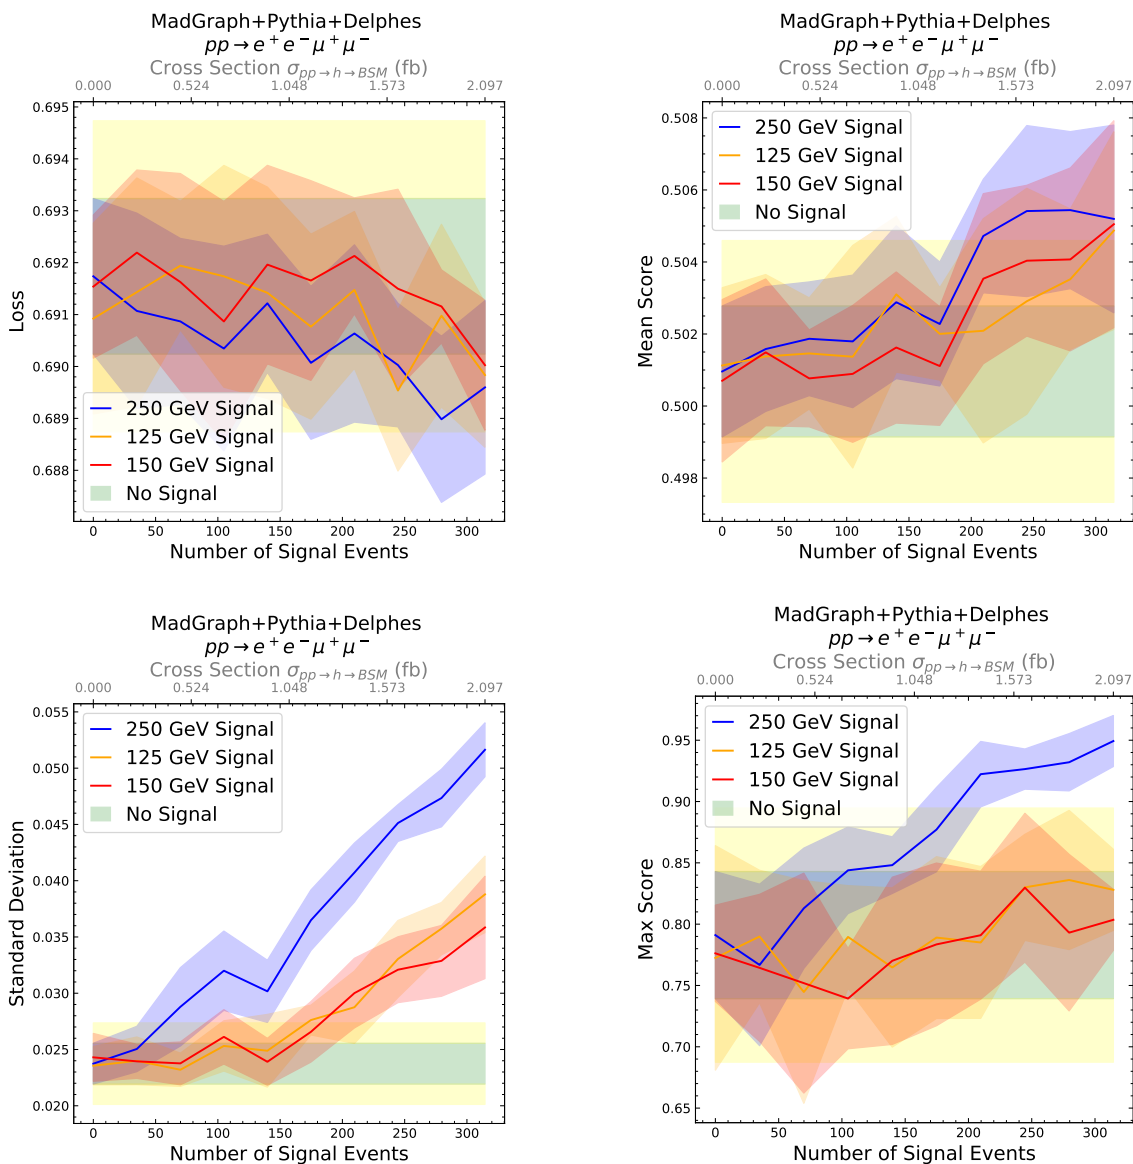 MadGraph+Pythia+Delphes
pp → e⁺e⁻μ⁺μ⁻
Cross Section σpp→h→BSM (fb)
0.000 0.524 1.048 1.573 2.097
0.695
0.694
0.693
0.692
0.691
0.690
0.689
0.688
Loss
250 GeV Signal
125 GeV Signal
150 GeV Signal
No Signal
0 50 100 150 200 250 300
Number of Signal Events
MadGraph+Pythia+Delphes
pp → e⁺e⁻μ⁺μ⁻
Cross Section σpp→h→BSM (fb)
0.000 0.524 1.048 1.573 2.097
0.508
0.506
0.504
0.502
0.500
0.498
Mean Score
250 GeV Signal
125 GeV Signal
150 GeV Signal
No Signal
0 50 100 150 200 250 300
Number of Signal Events
MadGraph+Pythia+Delphes
pp → e⁺e⁻μ⁺μ⁻
Cross Section σpp→h→BSM (fb)
0.000 0.524 1.048 1.573 2.097
0.055
0.050
0.045
0.040
0.035
0.030
0.025
0.020
Standard Deviation
250 GeV Signal
125 GeV Signal
150 GeV Signal
No Signal
0 50 100 150 200 250 300
Number of Signal Events
MadGraph+Pythia+Delphes
pp → e⁺e⁻μ⁺μ⁻
Cross Section σpp→h→BSM (fb)
0.000 0.524 1.048 1.573 2.097
0.95
0.90
0.85
0.80
0.75
0.70
0.65
Max Score
250 GeV Signal
125 GeV Signal
150 GeV Signal
No Signal
0 50 100 150 200 250 300
Number of Signal Events